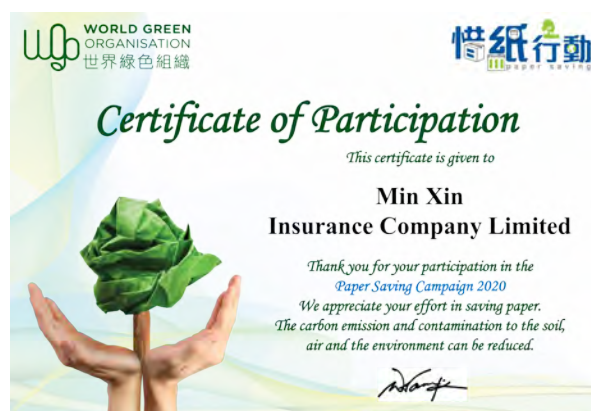 WORLD GREEN
ORGANISATION
世界綠色組織
惜紙行動
paper saving
Certificate of Participation
This certificate is given to
Min Xin
Insurance Company Limited
Thank you for your participation in the
Paper Saving Campaign 2020
We appreciate your effort in saving paper.
The carbon emission and contamination to the soil,
air and the environment can be reduced.